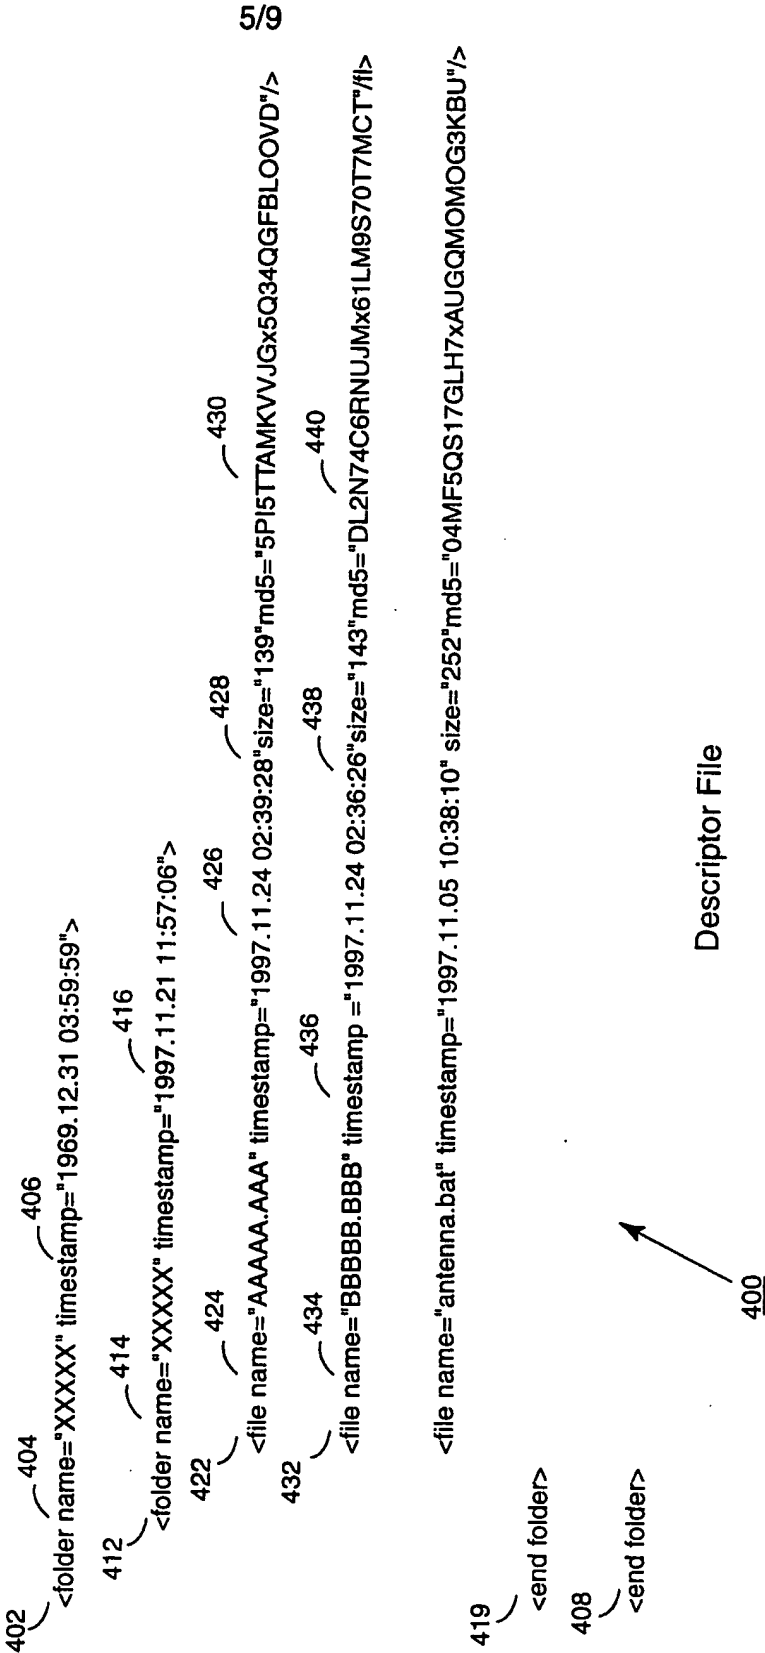 5/9
402 404 406
<folder name="XXXXX" timestamp="1969.12.31 03:59:59">
412 414 416
<folder name="XXXXX" timestamp="1997.11.21 11:57:06">
422 424 426 428 430
<file name="AAAAA.AAA" timestamp="1997.11.24 02:39:28"size="139"md5="5PI5TTAMKVVJGx5Q34QGFBLOOVD"/>
432 434 436 438 440
<file name="BBBBB.BBB" timestamp ="1997.11.24 02:36:26"size="143"md5="DL2N74C6RNUJMx61LM9S70T7MCT"/fl>
<file name="antenna.bat" timestamp="1997.11.05 10:38:10" size="252"md5="04MF5QS17GLH7xAUGQMOMOG3KBU"/>
419
<end folder>
408
<end folder>
400
Descriptor File